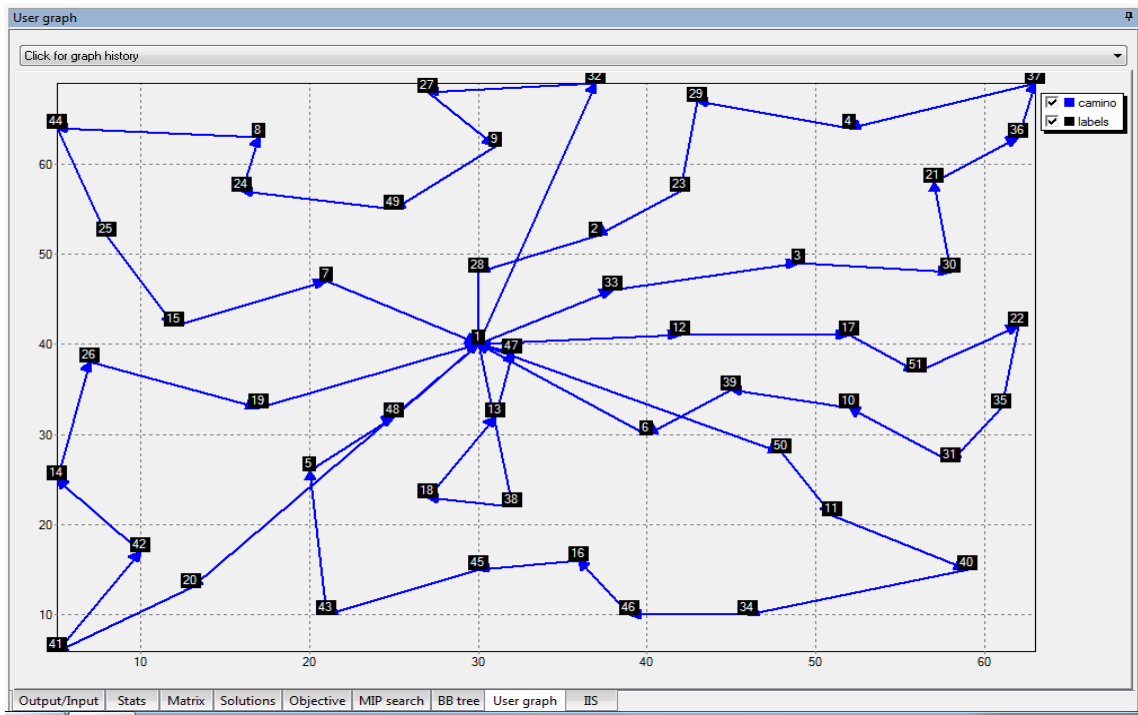 User graph
Click for graph history
27 32 37
29
44 8 4 camino
9 36 labels
60
24 23 21
49
25 2
50
28 3 30
7 33
15 12 17 22
40 1
26 47 51
19 48 39 10 35
13
30 6 50
5 31
14
18 38 11
20
42 16
20 45 40
43 46 34
10
41
10 20 30 40 50 60
Output/Input Stats Matrix Solutions Objective MIP search BB tree User graph IIS